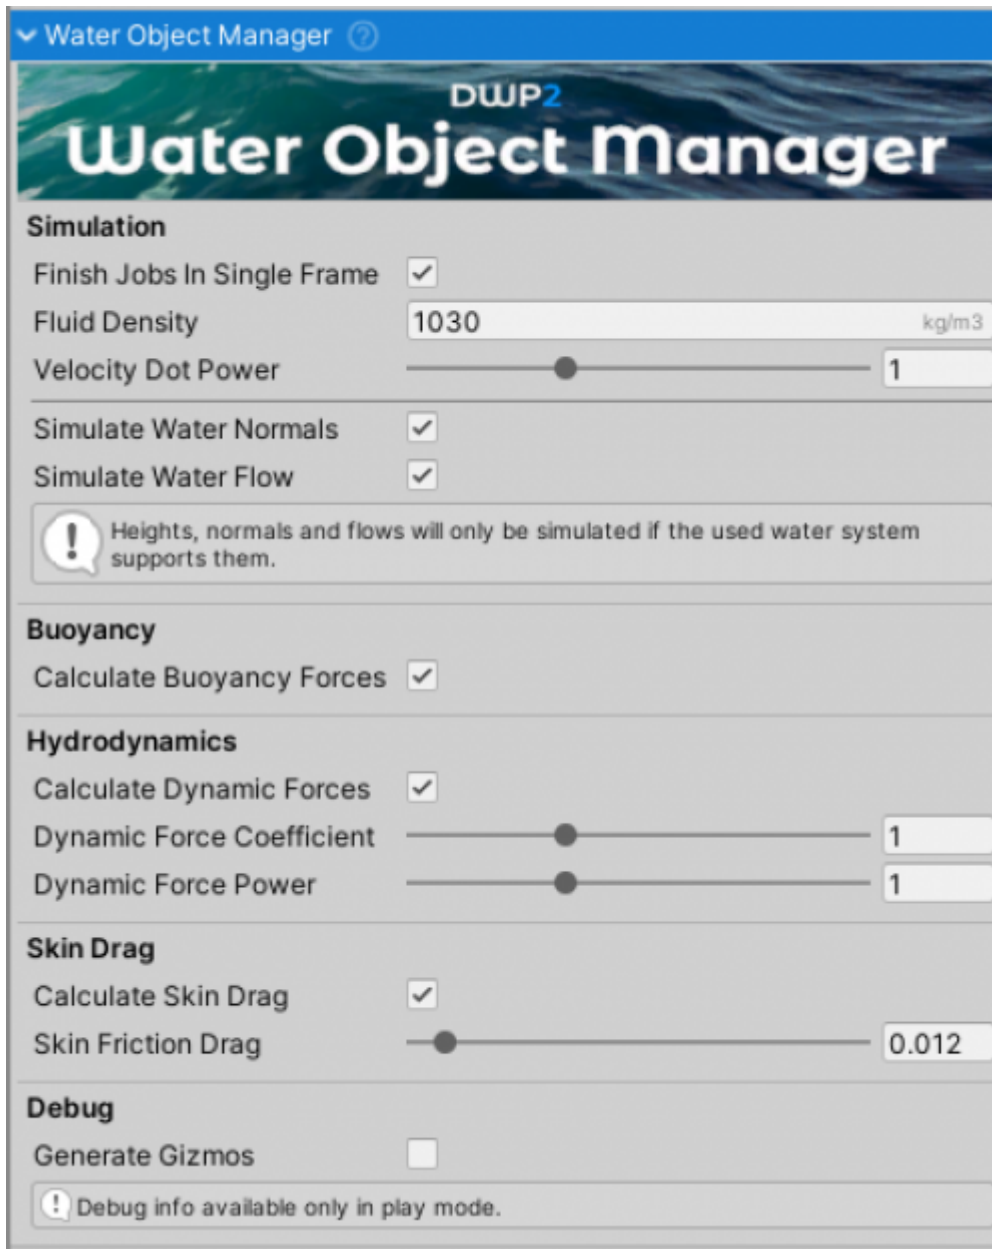 Water Object Manager ?
DWP2
Water Object Manager
Simulation
Finish Jobs In Single Frame
Fluid Density 1030 kg/m3
Velocity Dot Power 1
Simulate Water Normals
Simulate Water Flow
! Heights, normals and flows will only be simulated if the used water system
supports them.
Buoyancy
Calculate Buoyancy Forces
Hydrodynamics
Calculate Dynamic Forces
Dynamic Force Coefficient 1
Dynamic Force Power 1
Skin Drag
Calculate Skin Drag
Skin Friction Drag 0.012
Debug
Generate Gizmos
! Debug info available only in play mode.